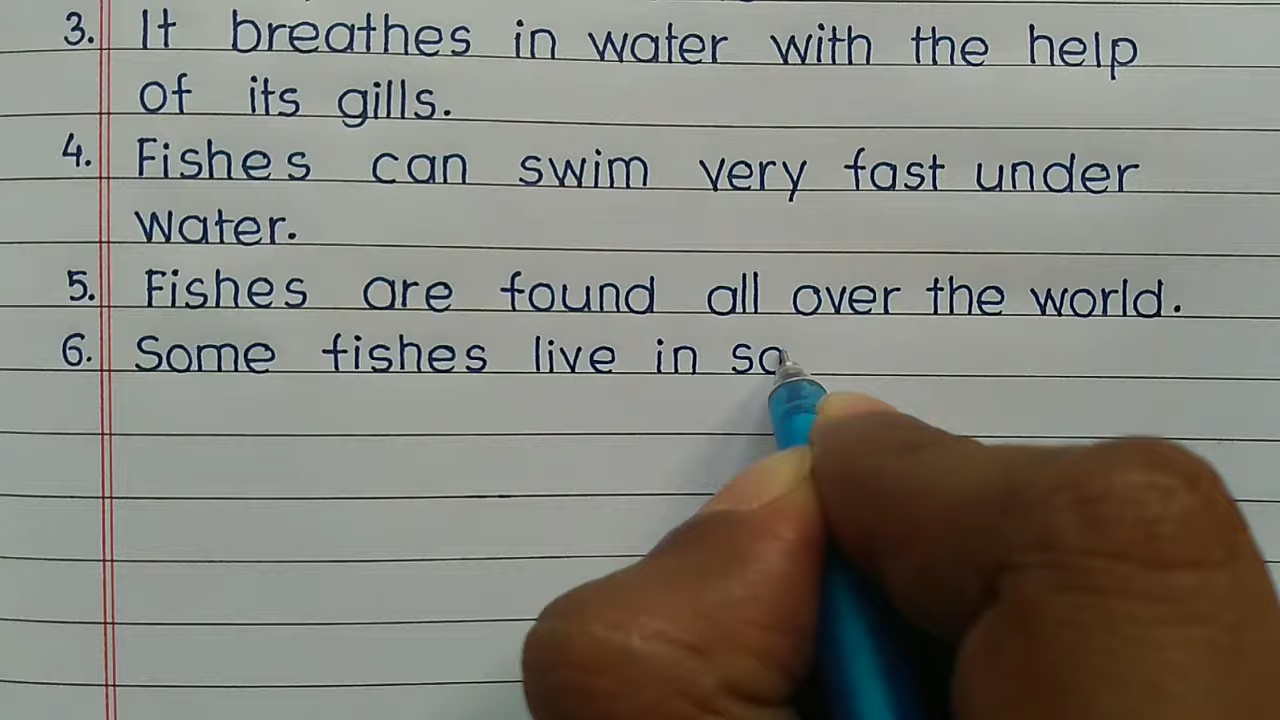 3. It breathes in water with the help
of its gills.
4. Fishes can swim very fast under
water.
5. Fishes are found all over the world.
6. Some fishes live in sa